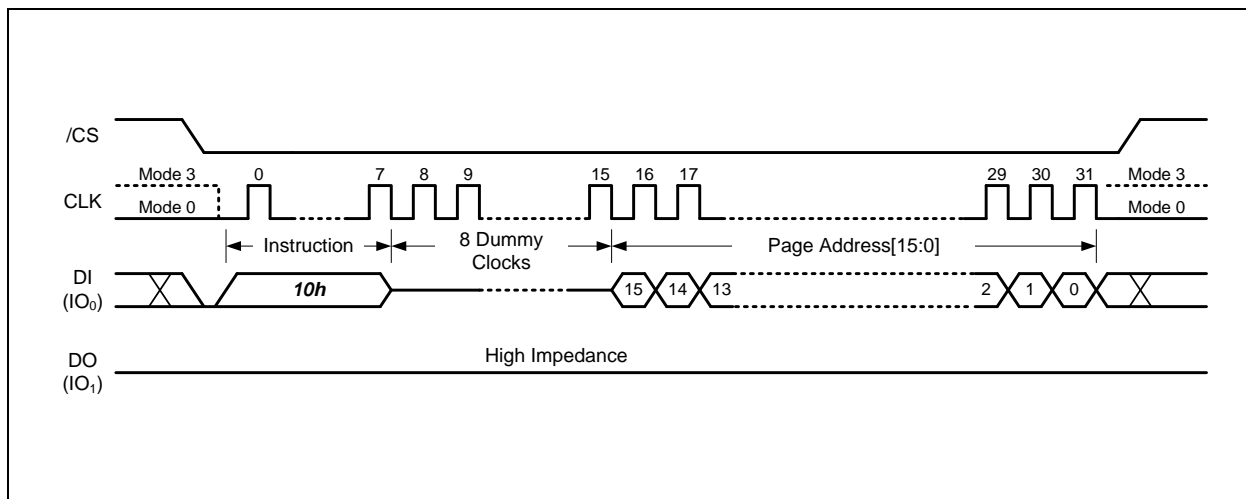 /CS
Mode 3 0 7 8 9 15 16 17 29 30 31 Mode 3
CLK
Mode 0 Mode 0
Instruction 8 Dummy Clocks Page Address[15:0]
DI
(IO₀)
10h 15 14 13 2 1 0
High Impedance
DO
(IO₁)